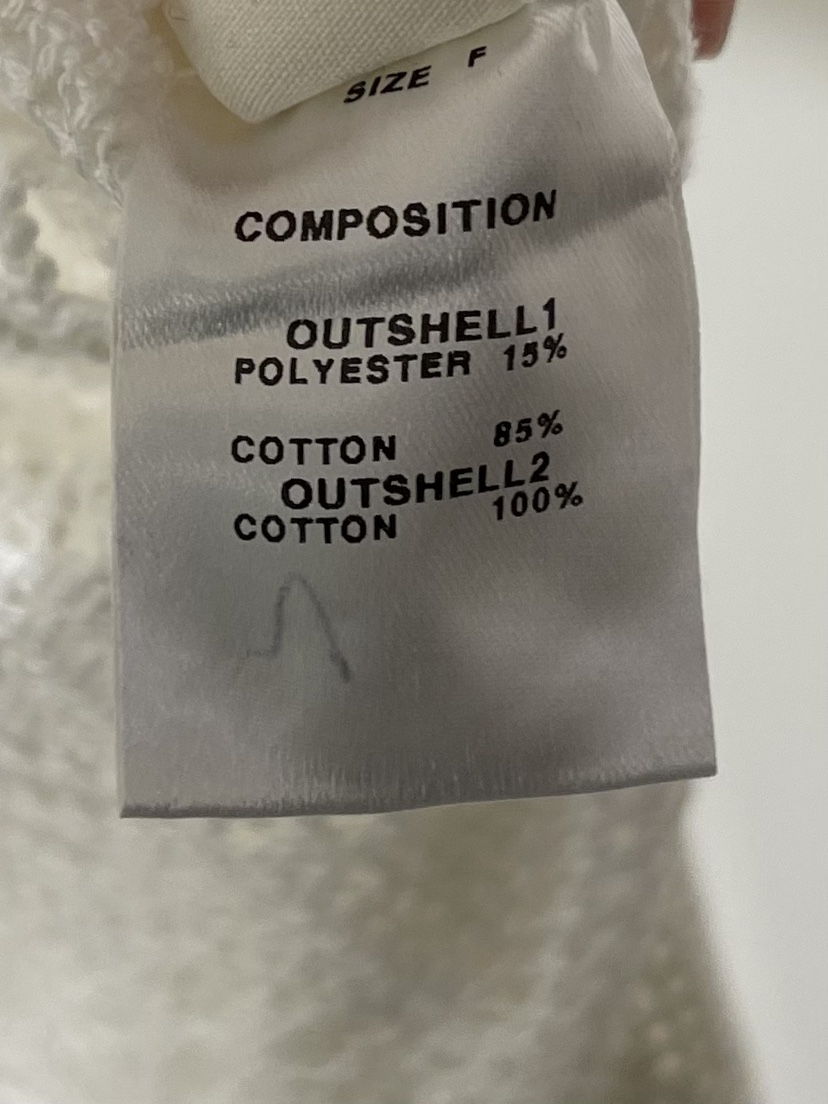 SIZE F
COMPOSITION
OUTSHELL1
POLYESTER 15%
COTTON 85%
OUTSHELL2
COTTON 100%